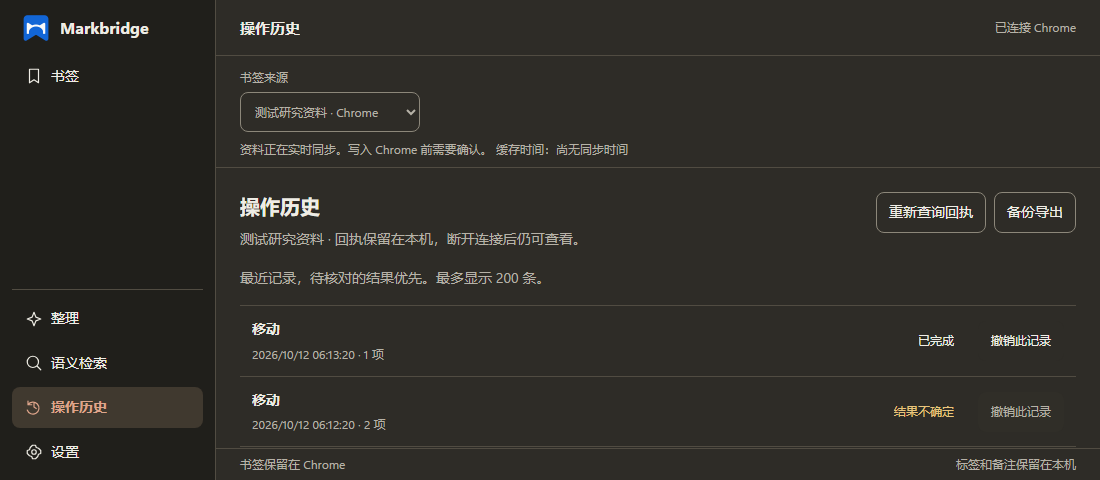 Markbridge
书签
整理
语义检索
操作历史
设置
操作历史
已连接 Chrome
书签来源
测试研究资料 · Chrome
资料正在实时同步。写入 Chrome 前需要确认。 缓存时间：尚无同步时间
操作历史
重新查询回执
备份导出
测试研究资料 · 回执保留在本机，断开连接后仍可查看。
最近记录，待核对的结果优先。最多显示 200 条。
移动
2026/10/12 06:13:20 · 1 项
已完成
撤销此记录
移动
2026/10/12 06:12:20 · 2 项
结果不确定
撤销此记录
书签保留在 Chrome
标签和备注保留在本机